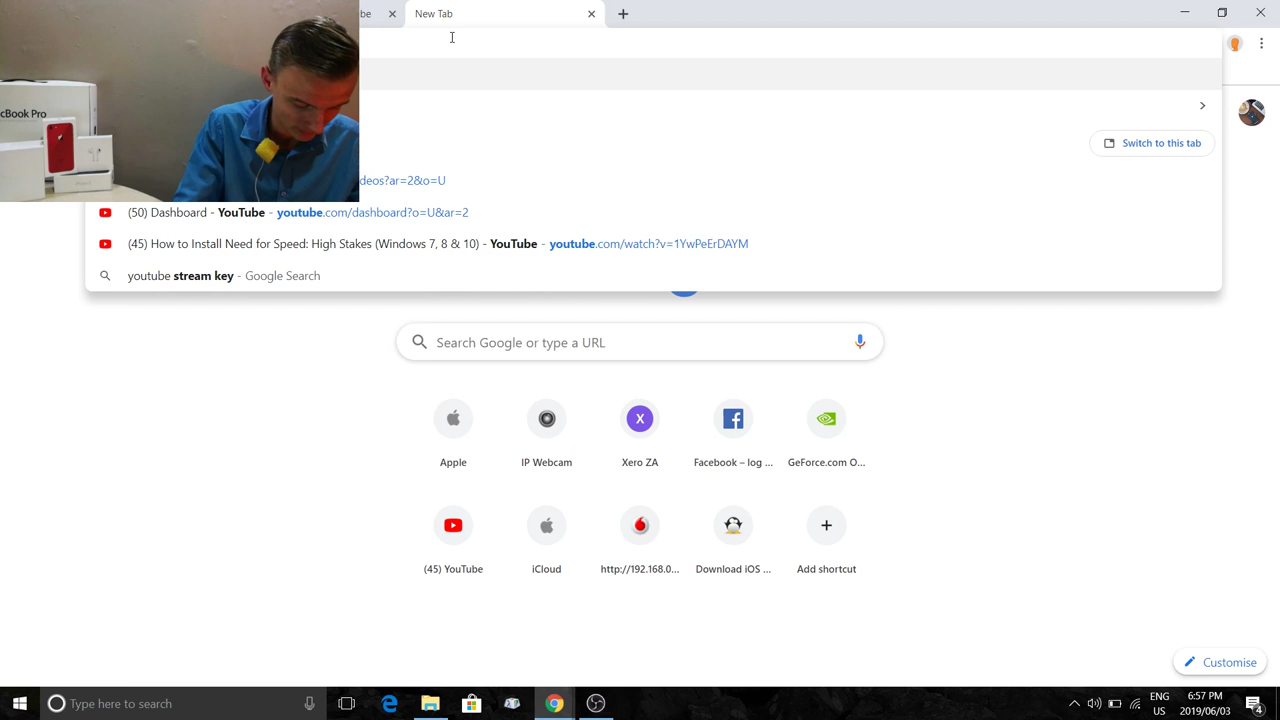 be
New Tab
cBook Pro
Switch to this tab
deos?ar=2&o=U
(50) Dashboard - YouTube - youtube.com/dashboard?o=U&ar=2
(45) How to Install Need for Speed: High Stakes (Windows 7, 8 & 10) - YouTube - youtube.com/watch?v=1YwPeErDAYM
youtube stream key - Google Search
Search Google or type a URL
Apple
IP Webcam
X
Xero ZA
Facebook – log ...
GeForce.com O...
(45) YouTube
iCloud
http://192.168.0...
Download iOS ...
Add shortcut
Customise
Type here to search
ENG
US
6:57 PM
2019/06/03
4